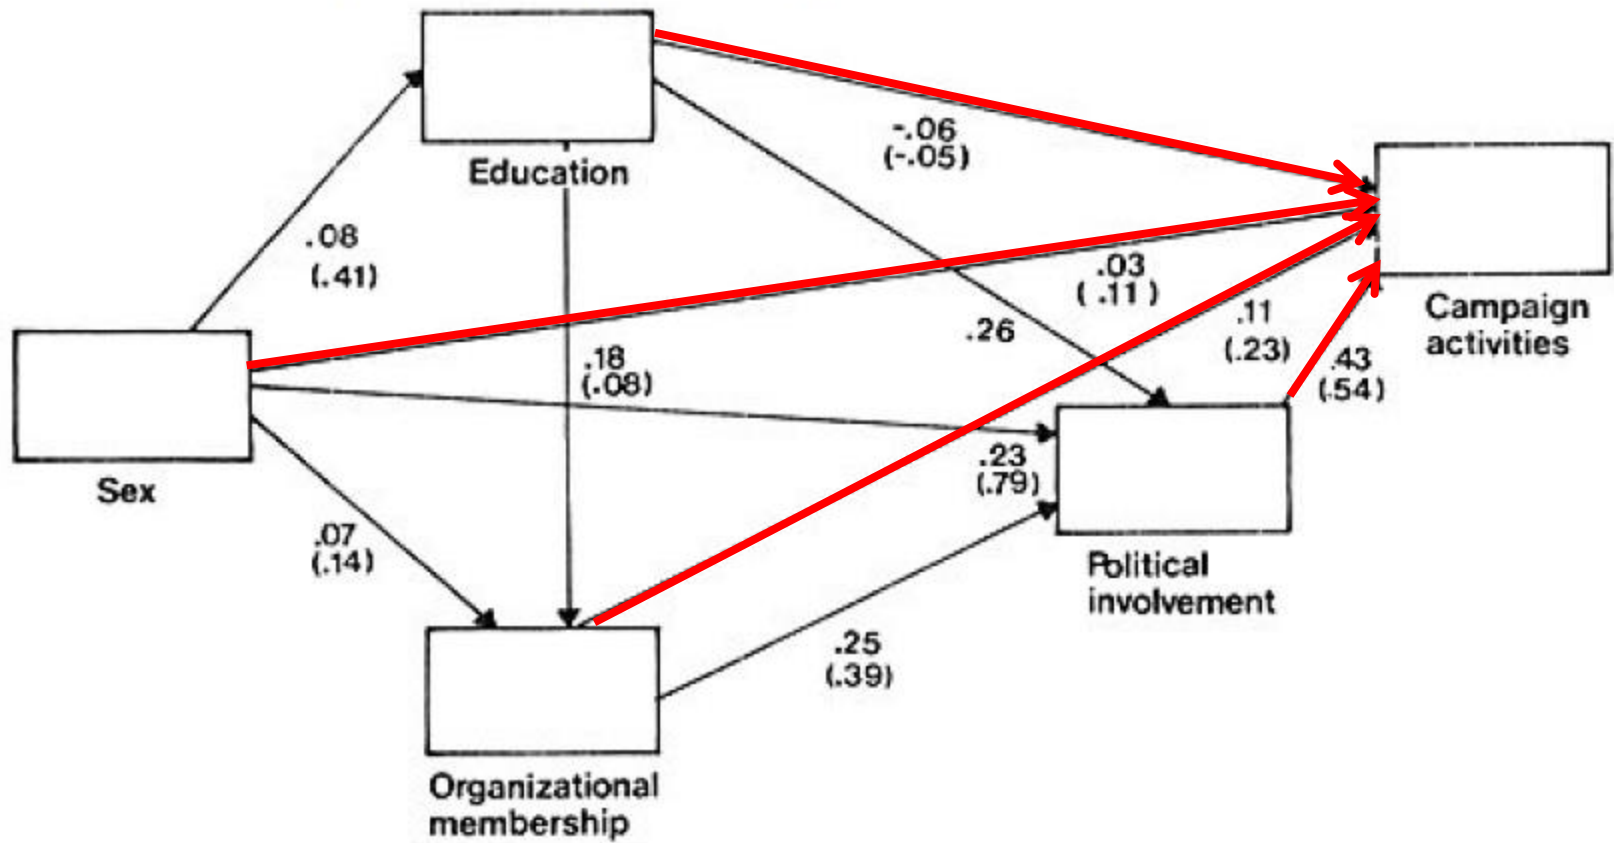 Education
-.06
(-.05)
.08
(.41)
.03
( .11 )
Campaign
activities
.11
(.23)
.26
.18
(.08)
.43
(.54)
Sex
.23
(.79)
.07
(.14)
Political
involvement
.25
(.39)
Organizational
membership